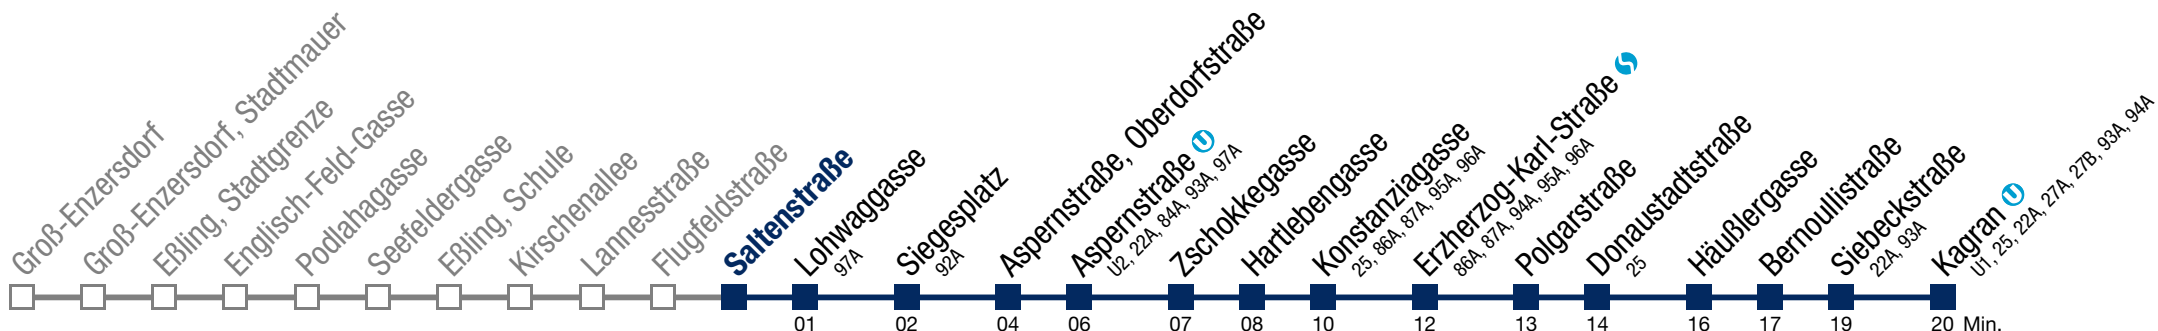 Groß-Enzersdorf
Groß-Enzersdorf, Stadtmauer
Eßling, Stadtgrenze
Englisch-Feld-Gasse
Podlahagasse
Seefeldergasse
Eßling, Schule
Kirschenallee
Lannesstraße
Flugfeldstraße
Saltenstraße
Lohwaggasse
97A
Siegesplatz
92A
Aspernstraße, Oberdorfstraße
Aspernstraße U
U2, 22A, 84A, 93A, 97A
Zschokkegasse
Hartlebengasse
Konstanziagasse
25, 86A, 87A, 95A, 96A
Erzherzog-Karl-Straße S
86A, 87A, 94A, 95A, 96A
Polgarstraße
Donaustadtstraße
25
Häußlergasse
Bernoullistraße
Siebeckstraße
22A, 93A
Kagran U
U1, 25, 22A, 27A, 27B, 93A, 94A
01 02 04 06 07 08 10 12 13 14 16 17 19 20 Min.